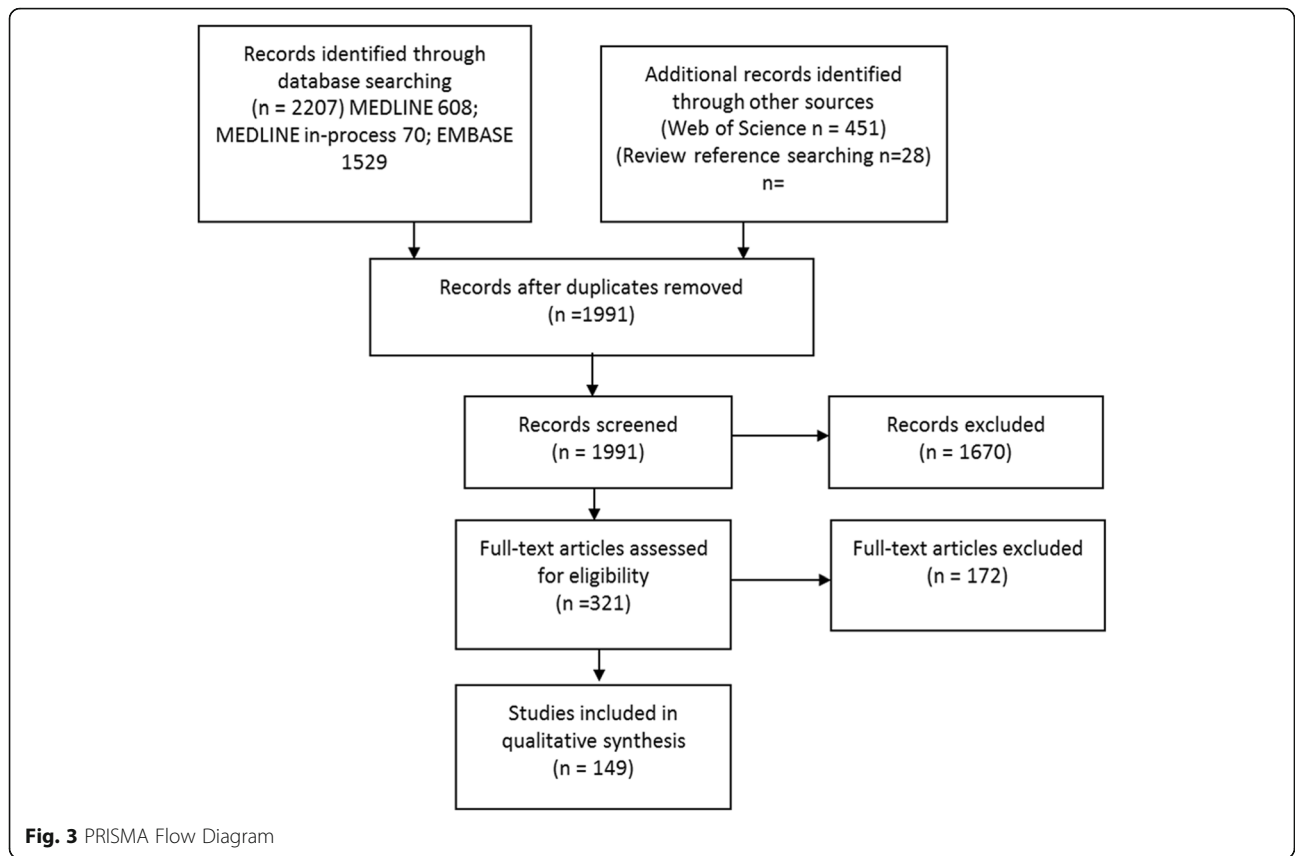 Records identified through
database searching
(n = 2207) MEDLINE 608;
MEDLINE in-process 70; EMBASE
1529
Additional records identified
through other sources
(Web of Science n = 451)
(Review reference searching n=28)
n=
Records after duplicates removed
(n =1991)
Records screened
(n = 1991)
Records excluded
(n = 1670)
Full-text articles assessed
for eligibility
(n =321)
Full-text articles excluded
(n = 172)
Studies included in
qualitative synthesis
(n = 149)
Fig. 3 PRISMA Flow Diagram